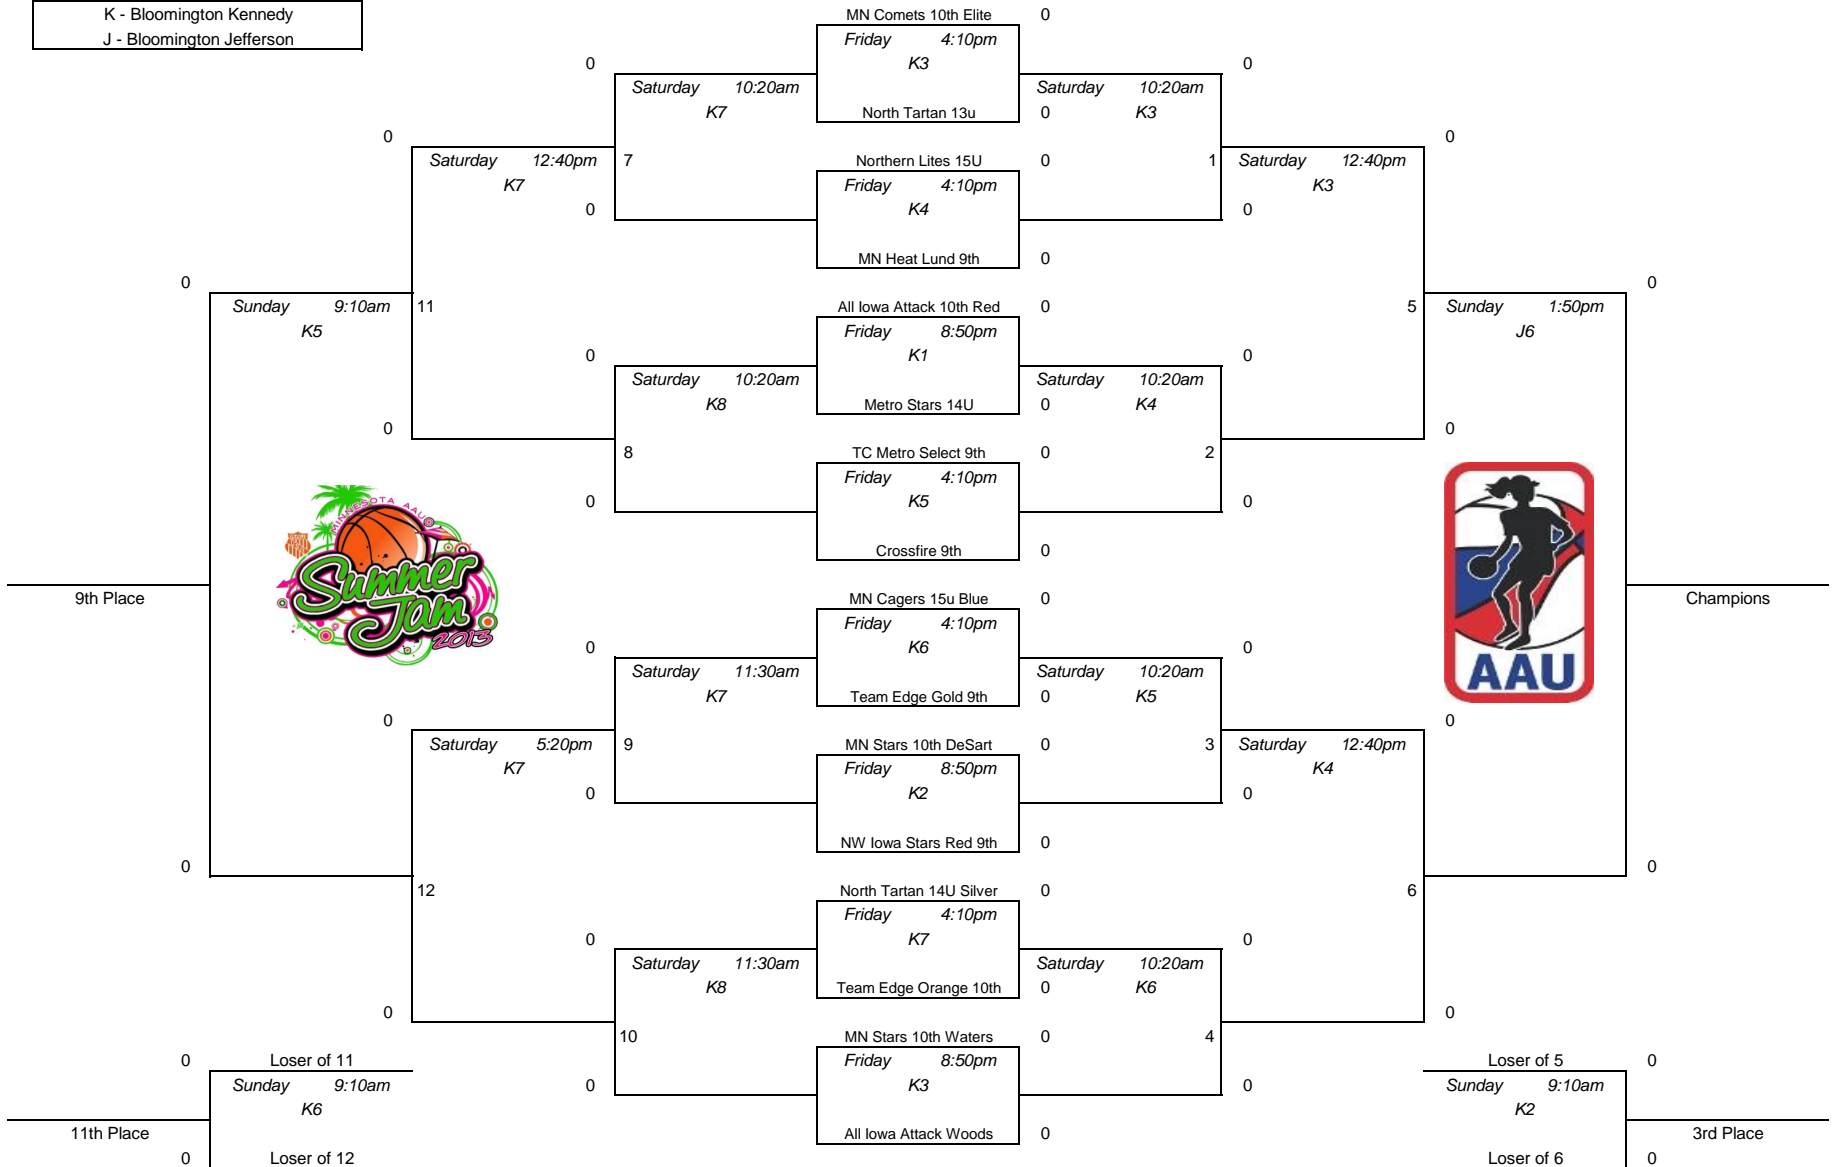 K - Bloomington Kennedy
J - Bloomington Jefferson
MN Comets 10th Elite 0
Friday 4:10pm
0 K3 0
Saturday 10:20am Saturday 10:20am
K7 North Tartan 13u 0 K3
0 0
Saturday 12:40pm 7 Northern Lites 15U 0 1 Saturday 12:40pm
K7 Friday 4:10pm K3
0 K4 0
MN Heat Lund 9th 0
0 0
Sunday 9:10am 11 All Iowa Attack 10th Red 0 5 Sunday 1:50pm
K5 Friday 8:50pm J6
0 K1 0
Saturday 10:20am Saturday 10:20am
K8 Metro Stars 14U 0 K4
0 0
8 TC Metro Select 9th 0 2
Friday 4:10pm
0 K5 0
MINNESOTA AAU
Summer
Jam
2013
Crossfire 9th 0
9th Place MN Cagers 15u Blue 0 Champions
Friday 4:10pm
0 K6 0
Saturday 11:30am Saturday 10:20am
AAU
K7 Team Edge Gold 9th 0 K5
0 0
Saturday 5:20pm 9 MN Stars 10th DeSart 0 3 Saturday 12:40pm
K7 Friday 8:50pm K4
0 K2 0
NW Iowa Stars Red 9th 0
0 0
12 North Tartan 14U Silver 0 6
Friday 4:10pm
0 K7 0
Saturday 11:30am Saturday 10:20am
K8 Team Edge Orange 10th 0 K6
0 0
10 MN Stars 10th Waters 0 4
0 Loser of 11 Friday 8:50pm Loser of 5 0
Sunday 9:10am 0 K3 0 Sunday 9:10am
K6 K2
11th Place All Iowa Attack Woods 0 3rd Place
0 Loser of 12 Loser of 6 0